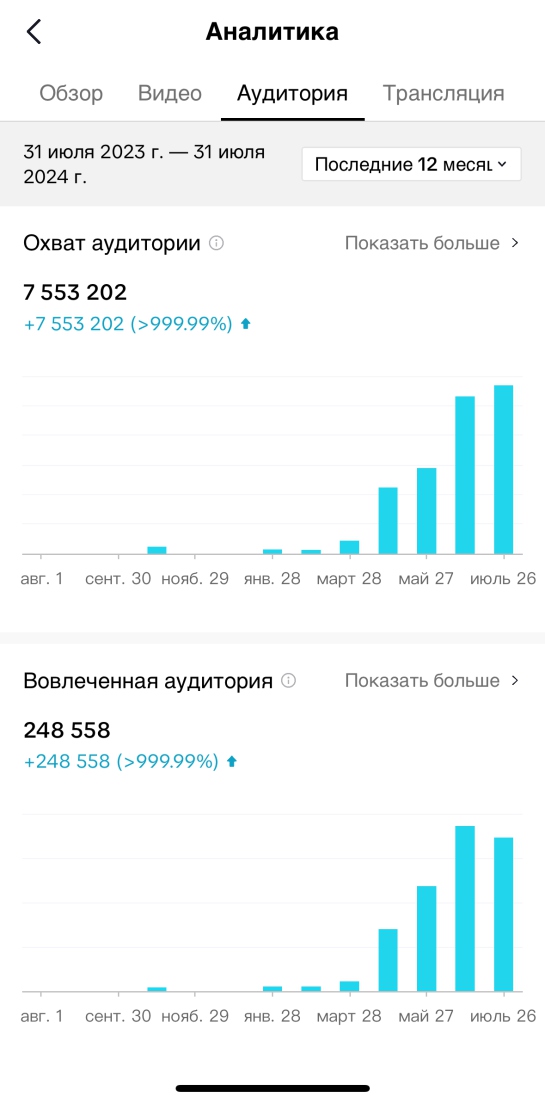 Аналитика
Обзор Видео Аудитория Трансляция
31 июля 2023 г. — 31 июля
2024 г.
Последние 12 месяц
Охват аудитории
Показать больше
7 553 202
+7 553 202 (>999.99%)
авг. 1 сент. 30 нояб. 29 янв. 28 март 28 май 27 июль 26
Вовлеченная аудитория
Показать больше
248 558
+248 558 (>999.99%)
авг. 1 сент. 30 нояб. 29 янв. 28 март 28 май 27 июль 26